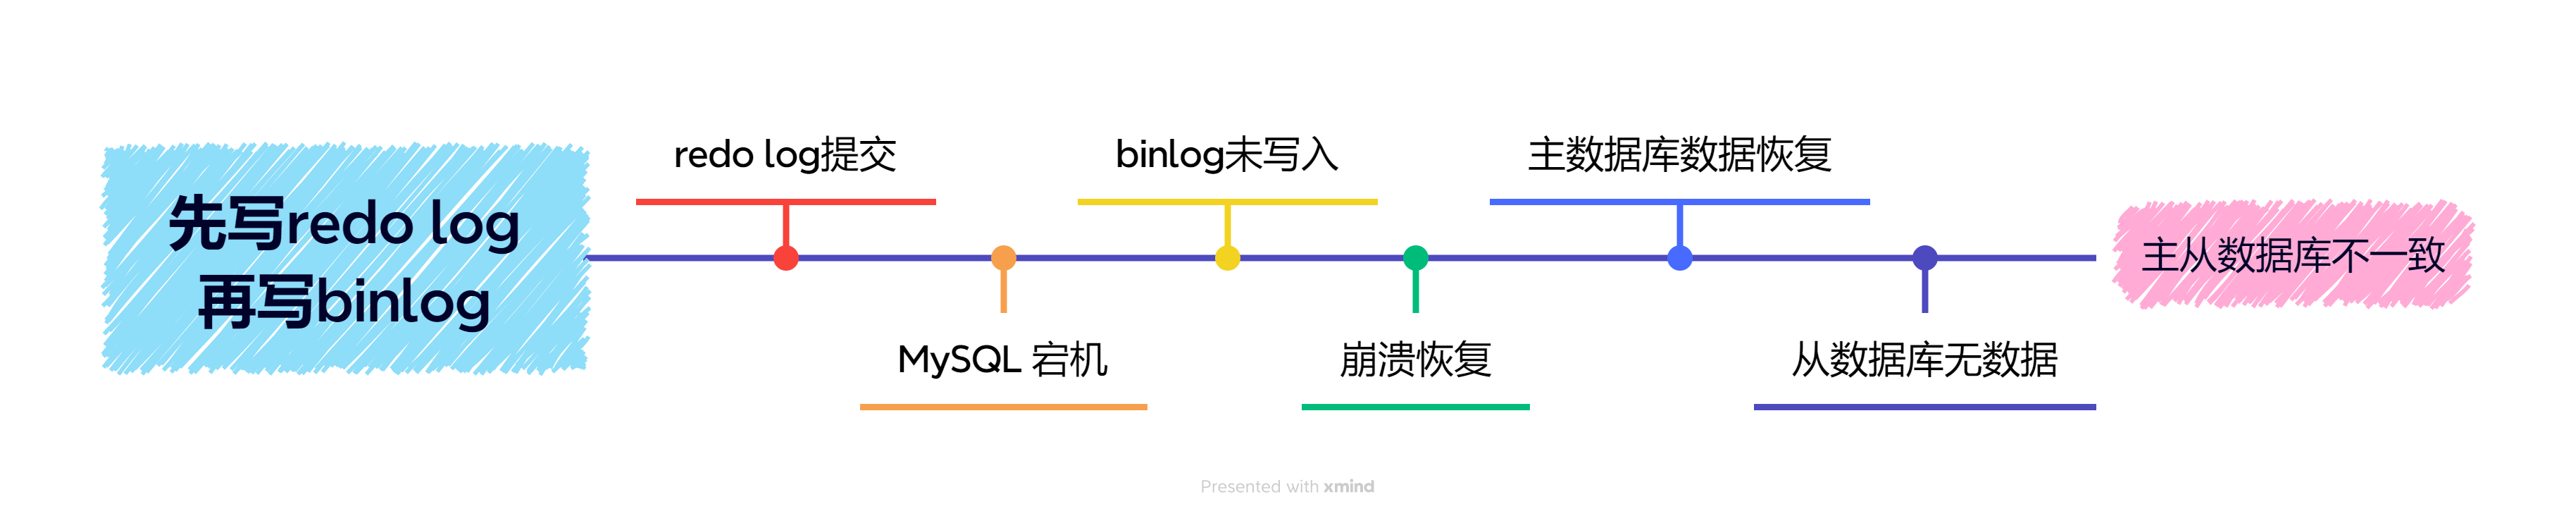 先写redo log
再写binlog
redo log提交
MySQL 宕机
binlog未写入
崩溃恢复
主数据库数据恢复
从数据库无数据
主从数据库不一致
Presented with xmind